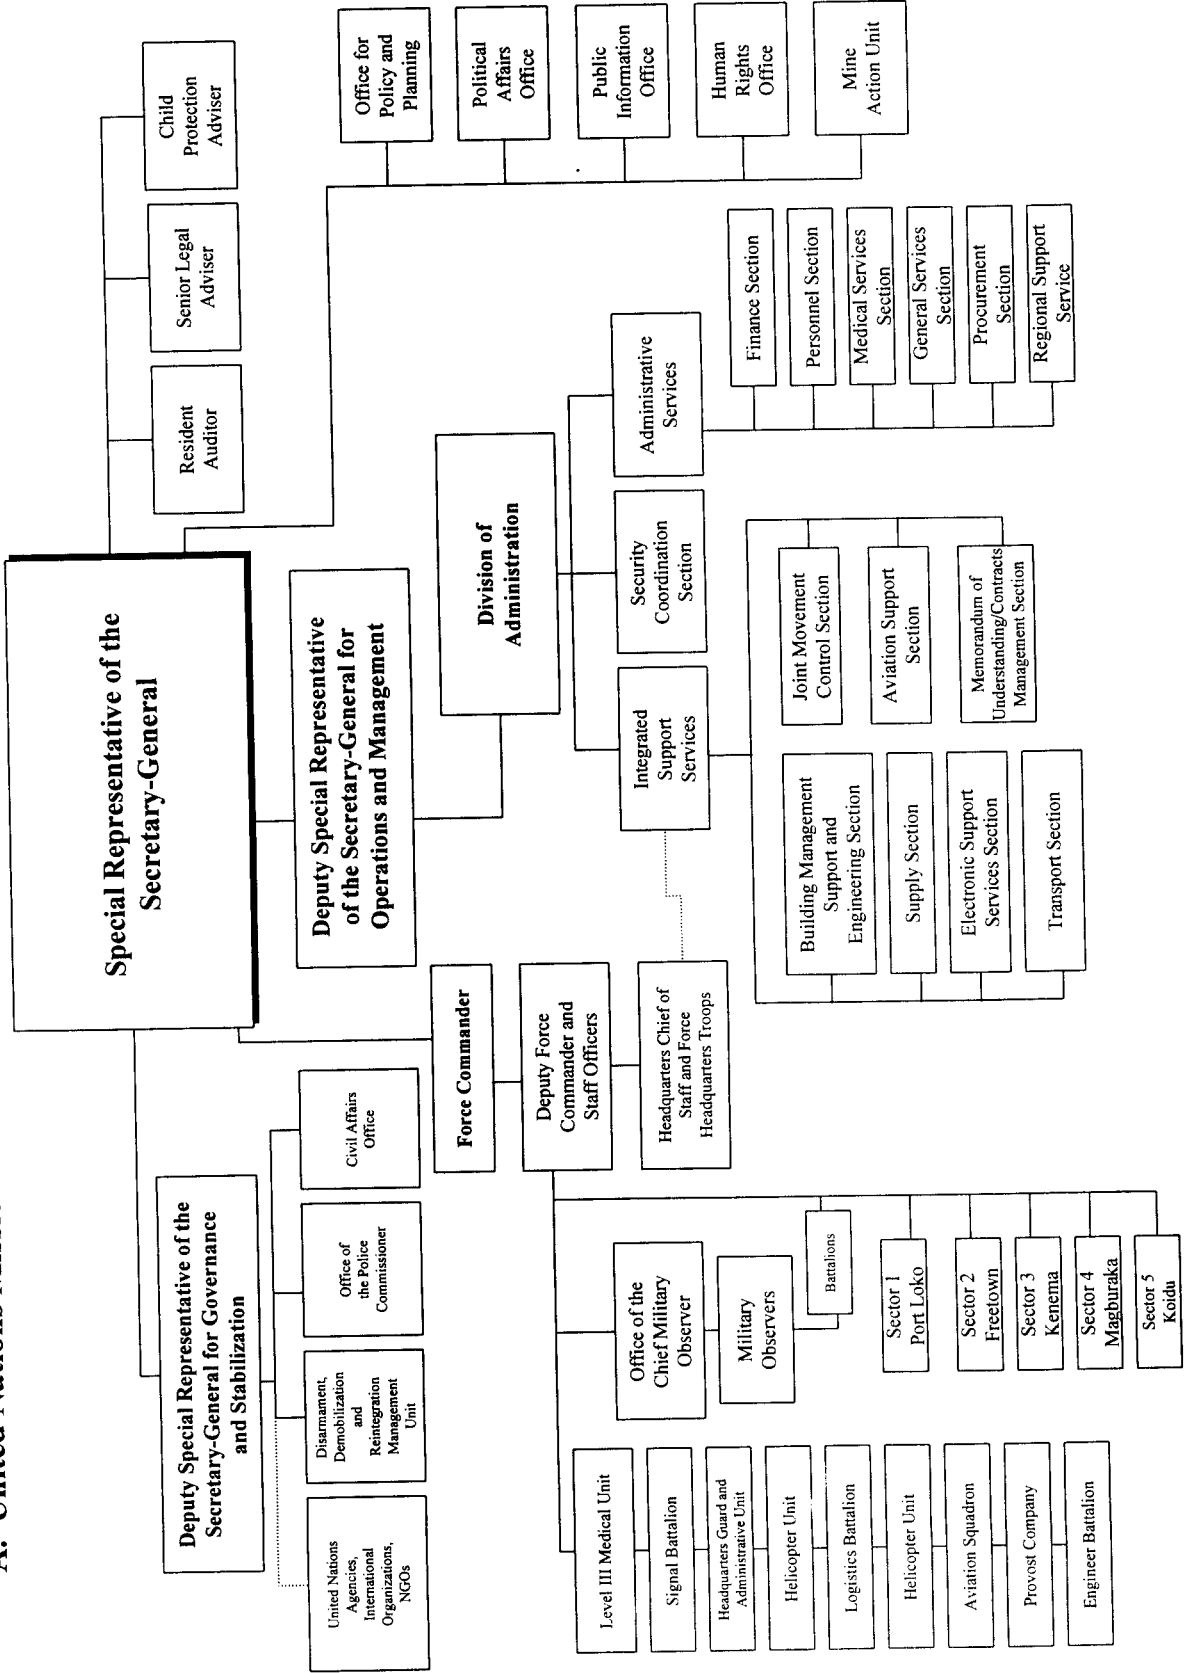 A. United Nations
Special Representative of the
Secretary-General
Child
Protection
Adviser
Senior Legal
Adviser
Resident
Auditor
Office for
Policy and
Planning
Political
Affairs
Office
Public
Information
Office
Human
Rights
Office
Mine
Action Unit
Deputy Special Representative of the
Secretary-General for Governance
and Stabilization
United Nations
Agencies,
International
Organizations,
NGOs
Disarmament,
Demobilization
and
Reintegration
Management
Unit
Office of
the Police
Commissioner
Civil Affairs
Office
Deputy Special Representative
of the Secretary-General for
Operations and Management
Division of
Administration
Integrated
Support
Services
Security
Coordination
Section
Administrative
Services
Finance Section
Personnel Section
Medical Services
Section
General Services
Section
Procurement
Section
Regional Support
Service
Building Management
Support and
Engineering Section
Supply Section
Electronic Support
Services Section
Transport Section
Joint Movement
Control Section
Aviation Support
Section
Memorandum of
Understanding/Contracts
Management Section
Force Commander
Deputy Force
Commander and
Staff Officers
Headquarters Chief of
Staff and Force
Headquarters Troops
Level III Medical Unit
Signal Battalion
Headquarters Guard and
Administrative Unit
Helicopter Unit
Logistics Battalion
Helicopter Unit
Aviation Squadron
Provost Company
Engineer Battalion
Office of the
Chief Military
Observer
Military
Observers
Battalions
Sector 1
Port Loko
Sector 2
Freetown
Sector 3
Kenema
Sector 4
Magburaka
Sector 5
Koidu